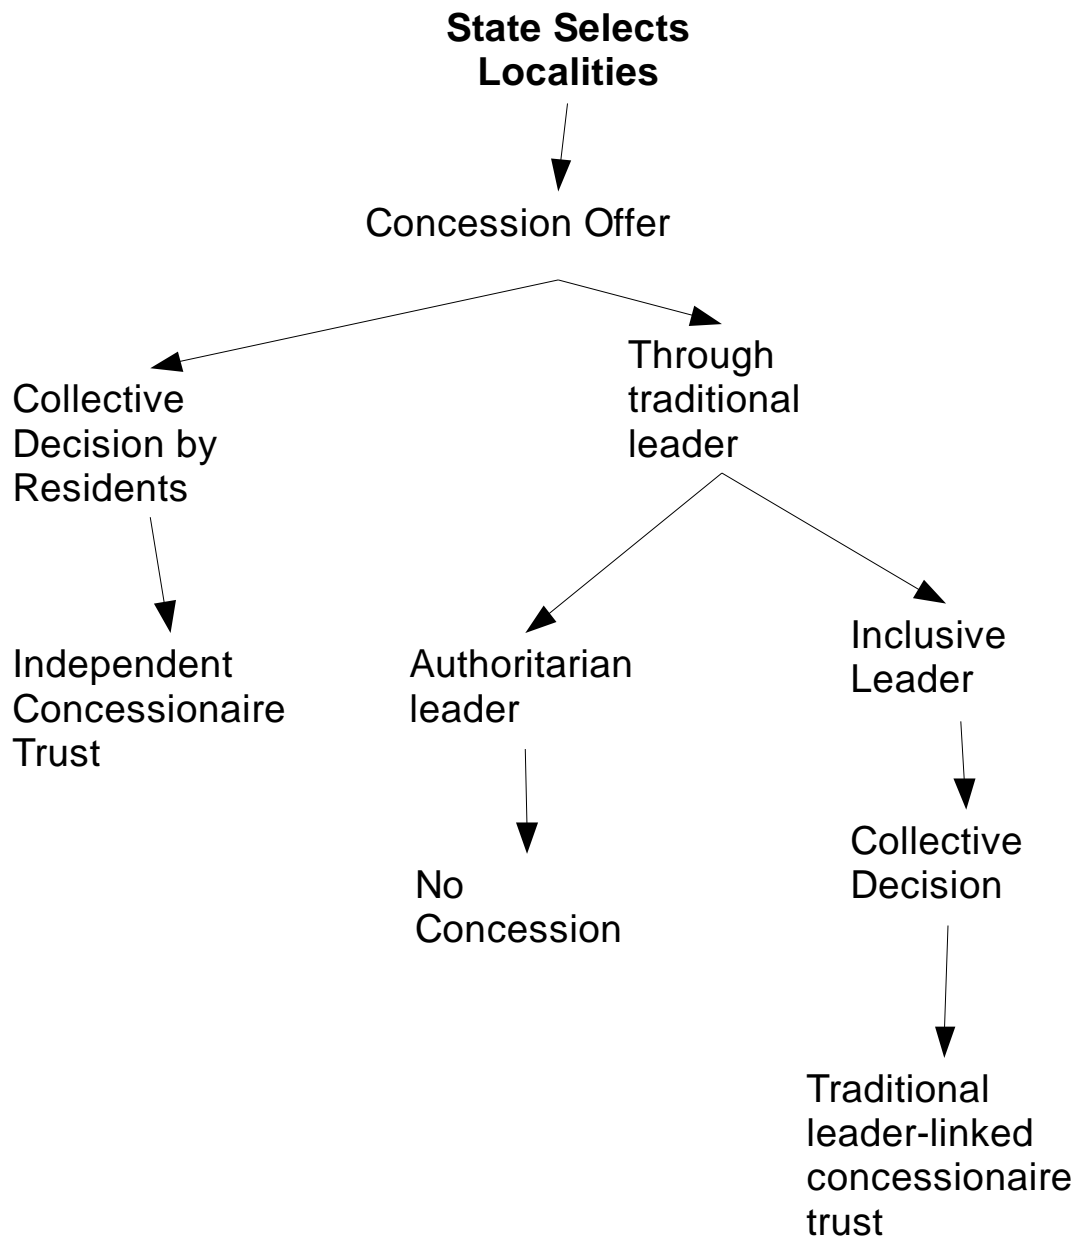 State Selects
Localities
Concession Offer
Through
traditional
leader
Collective
Decision by
Residents
Independent
Concessionaire
Trust
Authoritarian
leader
Inclusive
Leader
No
Concession
Collective
Decision
Traditional
leader-linked
concessionaire
trust